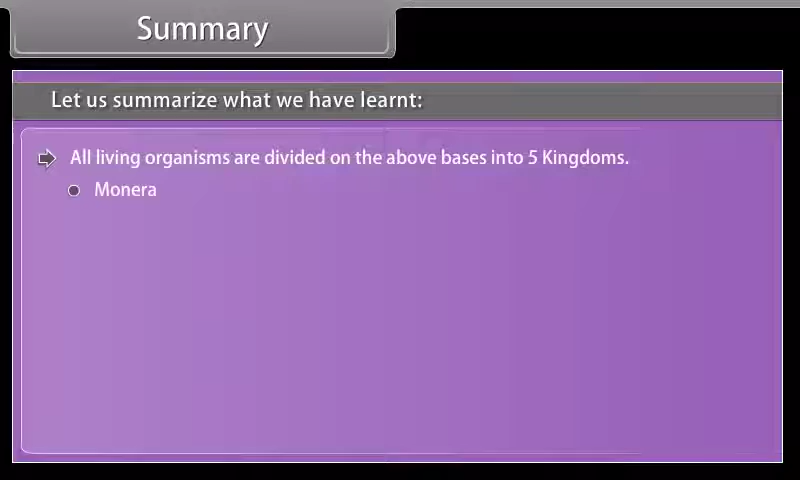 Summary
Let us summarize what we have learnt:
All living organisms are divided on the above bases into 5 Kingdoms.
Monera